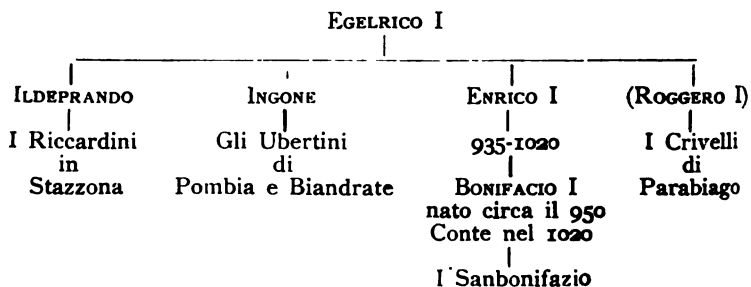 EGELRICO I
ILDEPRANDO INGONE ENRICO I (ROGGERO I)
I Riccardini Gli Ubertini 935-1020 I Crivelli
in di di
Stazzona Pombia e Biandrate BONIFACIO I Parabiago
nato circa il 950
Conte nel 1020
I Sanbonifazio